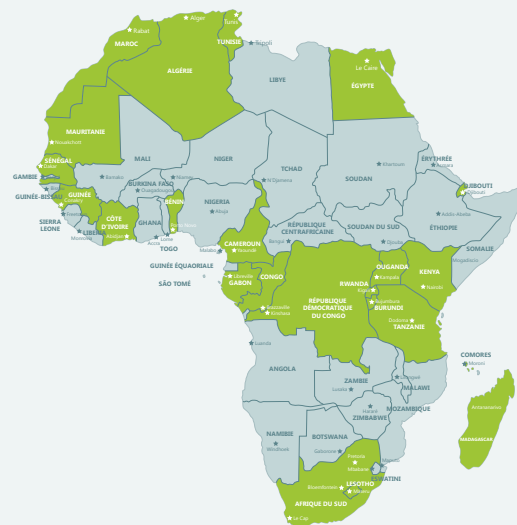 Alger
Tunis
Rabat
MAROC
TUNISIE
Tripoli
ALGÉRIE
LIBYE
Le Caire
ÉGYPTE
MAURITANIE
Nouakchott
SÉNÉGAL
Dakar
MALI
NIGER
TCHAD
SOUDAN
Khartoum
ÉRYTHRÉE
Asmara
GAMBIE
Bamako
Niamey
BURKINA FASO
Ouagadougou
N'Djamena
DJIBOUTI
Djibouti
GUINÉE-BISSAU
GUINÉE
Conakry
BÉNIN
NIGERIA
Abuja
Addis-Abeba
SIERRA
LEONE
Freetown
CÔTE
D'IVOIRE
GHANA
LIBERIA
Monrovia
Abidjan
Accra
Lomé
TOGO
RÉPUBLIQUE
CENTRAFRICAINE
Bangui
SOUDAN DU SUD
Djouba
ÉTHIOPIE
SOMALIE
Mogadiscio
CAMEROUN
Yaoundé
Malabo
GUINÉE ÉQUATORIALE
SÃO TOMÉ
Libreville
GABON
CONGO
OUGANDA
Kampala
KENYA
Nairobi
RWANDA
Kigali
RÉPUBLIQUE
DÉMOCRATIQUE
DU CONGO
Bujumbura
BURUNDI
Brazzaville
Kinshasa
Dodoma
TANZANIE
Luanda
COMORES
Moroni
ANGOLA
ZAMBIE
Lusaka
Lilongwe
MALAWI
Harare
ZIMBABWE
MOZAMBIQUE
Antananarivo
MADAGASCAR
NAMIBIE
Windhoek
BOTSWANA
Gaborone
Pretoria
Maputo
Mbabane
ESWATINI
Bloemfontein
LESOTHO
Maseru
AFRIQUE DU SUD
Le Cap